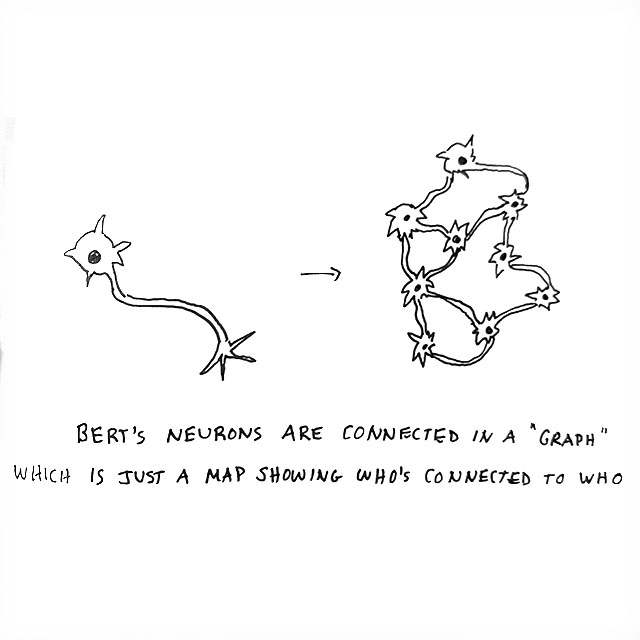 BERT'S NEURONS ARE CONNECTED IN A "GRAPH"
WHICH IS JUST A MAP SHOWING WHO'S CONNECTED TO WHO